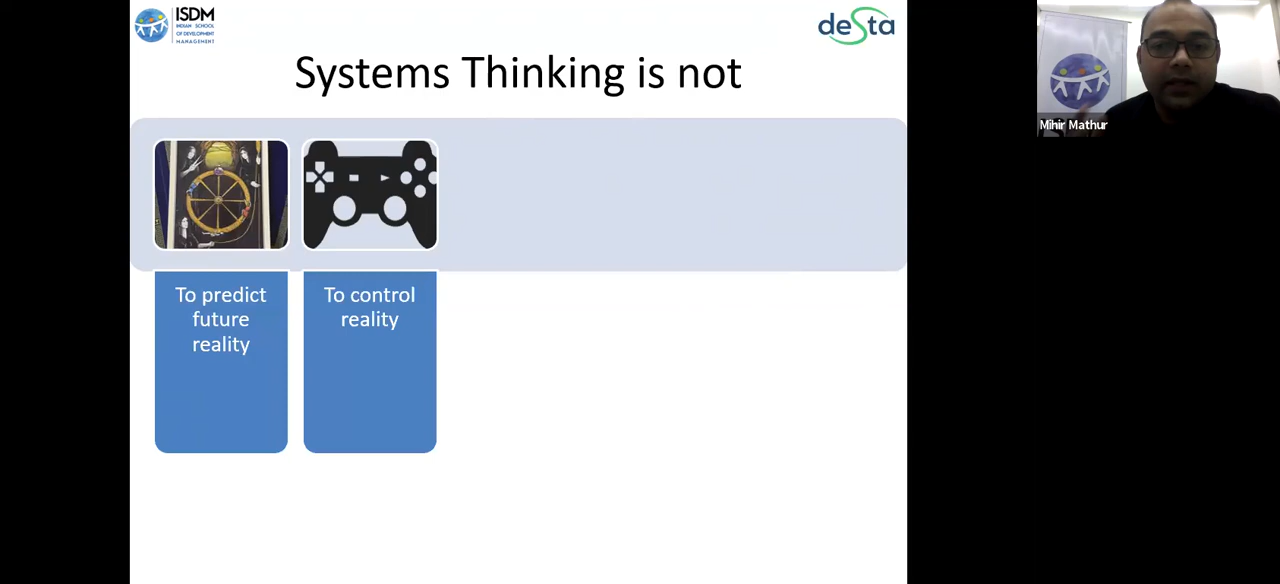 ISDM
INDIAN SCHOOL
OF DEVELOPMENT
MANAGEMENT
desta
Systems Thinking is not
Mihir Mathur
To predict
future
reality
To control
reality